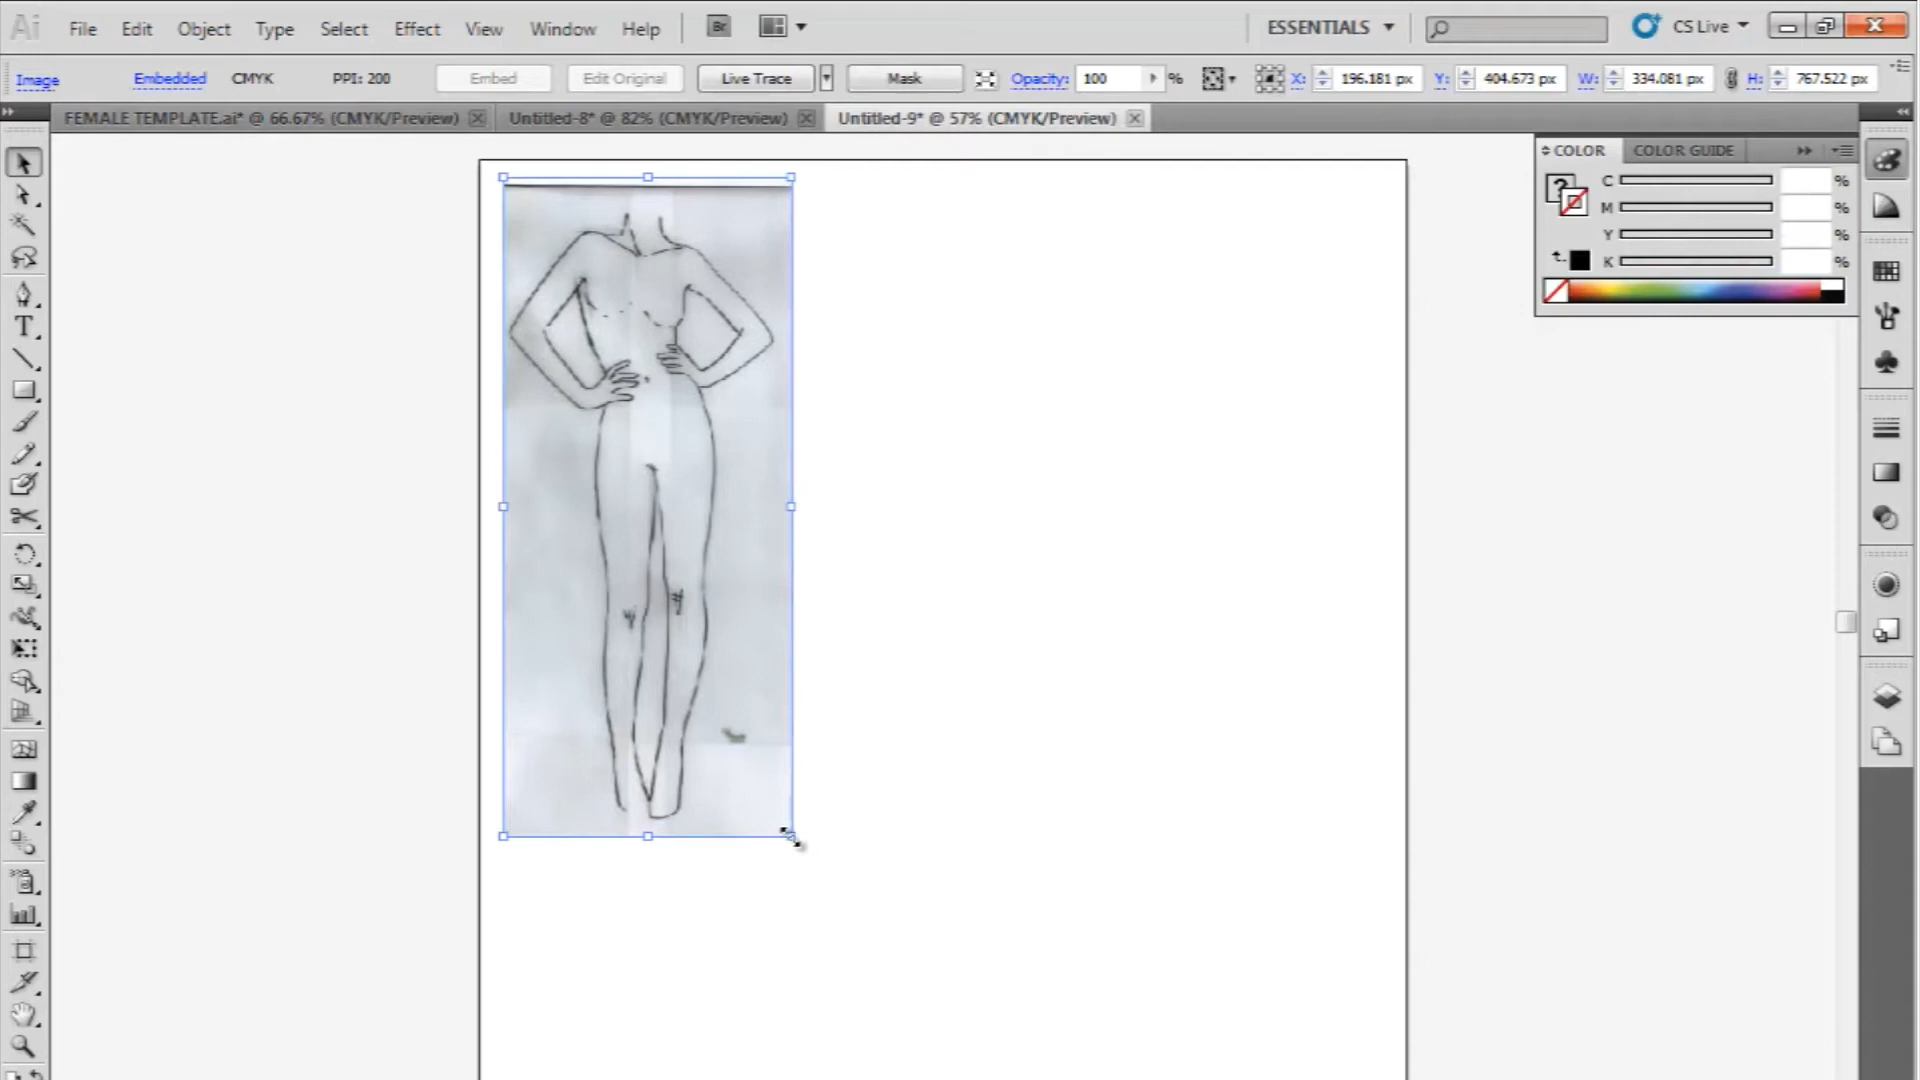 Ai File Edit Object Type Select Effect View Window Help Br ESSENTIALS CS Live
Image Embedded CMYK PPI: 200 Embed Edit Original Live Trace Mask Opacity: 100 % X: 196.181 px Y: 404.673 px W: 334.081 px H: 767.522 px
FEMALE TEMPLATE.ai* @ 66.67% (CMYK/Preview) Untitled-8* @ 82% (CMYK/Preview) Untitled-9* @ 57% (CMYK/Preview)
COLOR COLOR GUIDE
? C %
M %
Y %
K %
T